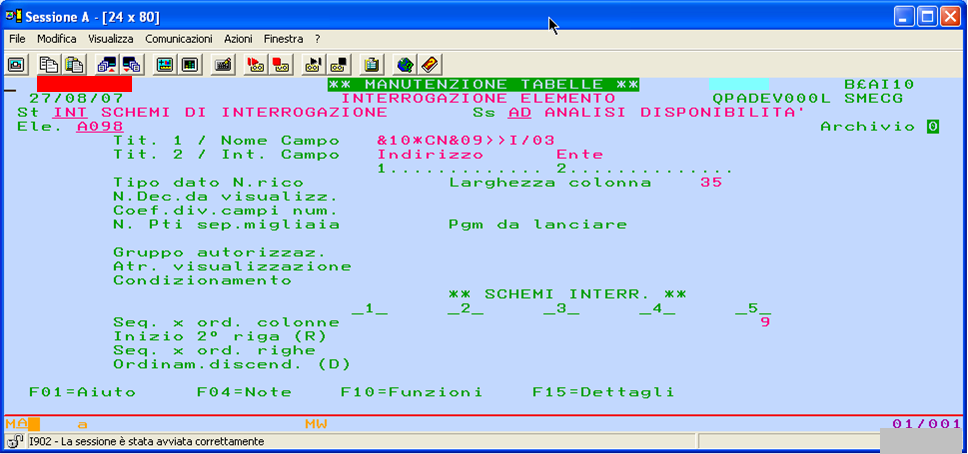 Sessione A - [24 x 80]
File Modifica Visualizza Comunicazioni Azioni Finestra ?
** MANUTENZIONE TABELLE ** B£AI10
27/08/07 INTERROGAZIONE ELEMENTO QPADEV000L SMECG
St INT SCHEMI DI INTERROGAZIONE Ss AD ANALISI DISPONIBILITA'
Ele. A098 Archivio 0
Tit. 1 / Nome Campo &10*CN&09>>I/03
Tit. 2 / Int. Campo Indirizzo Ente
1............. 2..............
Tipo dato N.rico Larghezza colonna 35
N.Dec.da visualizz.
Coef.div.campi num.
N. Pti sep.migliaia Pgm da lanciare
Gruppo autorizzaz.
Atr. visualizzazione
Condizionamento
** SCHEMI INTERR. **
_1_ _2_ _3_ _4_ _5_
Seq. x ord. colonne 9
Inizio 2° riga (R)
Seq. x ord. righe
Ordinam.discend. (D)
F01=Aiuto F04=Note F10=Funzioni F15=Dettagli
MA a MW 01/001
I902 - La sessione è stata avviata correttamente